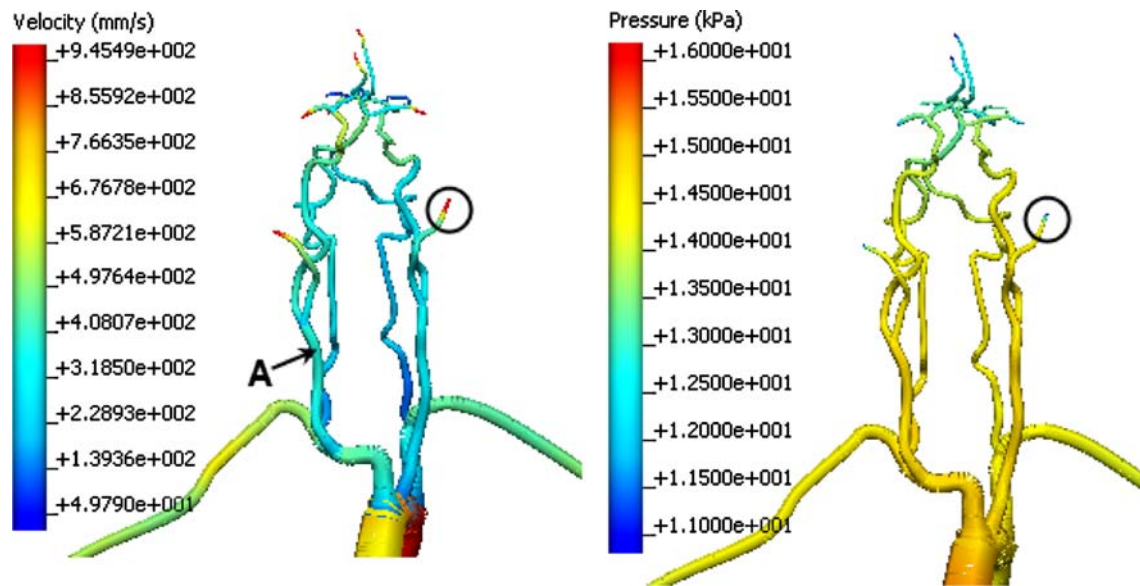 Velocity (mm/s)
+9.4549e+002
+8.5592e+002
+7.6635e+002
+6.7678e+002
+5.8721e+002
+4.9764e+002
+4.0807e+002
+3.1850e+002
+2.2893e+002
+1.3936e+002
+4.9790e+001
A
Pressure (kPa)
+1.6000e+001
+1.5500e+001
+1.5000e+001
+1.4500e+001
+1.4000e+001
+1.3500e+001
+1.3000e+001
+1.2500e+001
+1.2000e+001
+1.1500e+001
+1.1000e+001